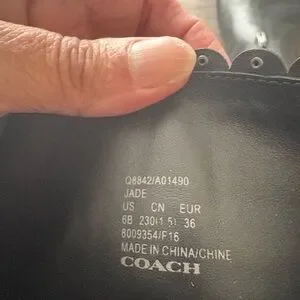 Q8842/A01490
JADE
US CN EUR
6B 230(1.5) 36
8009354/F16
MADE IN CHINA/CHINE
COACH